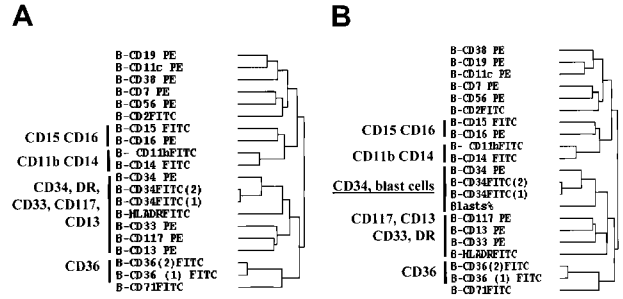 A
B-CD19 PE
B-CD11c PE
B-CD38 PE
B-CD7 PE
B-CD56 PE
B-CD2FITC
B-CD15 FITC
B-CD16 PE
B- CD11bFITC
B-CD14 FITC
B-CD34 PE
B-CD34FITC(2)
B-CD34FITC(1)
B-HLADRFITC
B-CD33 PE
B-CD117 PE
B-CD13 PE
B-CD36(2)FITC
B-CD36 (1) FITC
B-CD71FITC
CD15 CD16
CD11b CD14
CD34, DR,
CD33, CD117,
CD13
CD36
B
B-CD38 PE
B-CD19 PE
B-CD11c PE
B-CD7 PE
B-CD56 PE
B-CD2FITC
B-CD15 FITC
B-CD16 PE
B- CD11bFITC
B-CD14 FITC
B-CD34 PE
B-CD34FITC(2)
B-CD34FITC(1)
Blasts%
B-CD117 PE
B-CD13 PE
B-CD33 PE
B-HLADRFITC
B-CD36(2)FITC
B-CD36 (1) FITC
B-CD71FITC
CD15 CD16
CD11b CD14
CD34, blast cells
CD117, CD13
CD33, DR
CD36